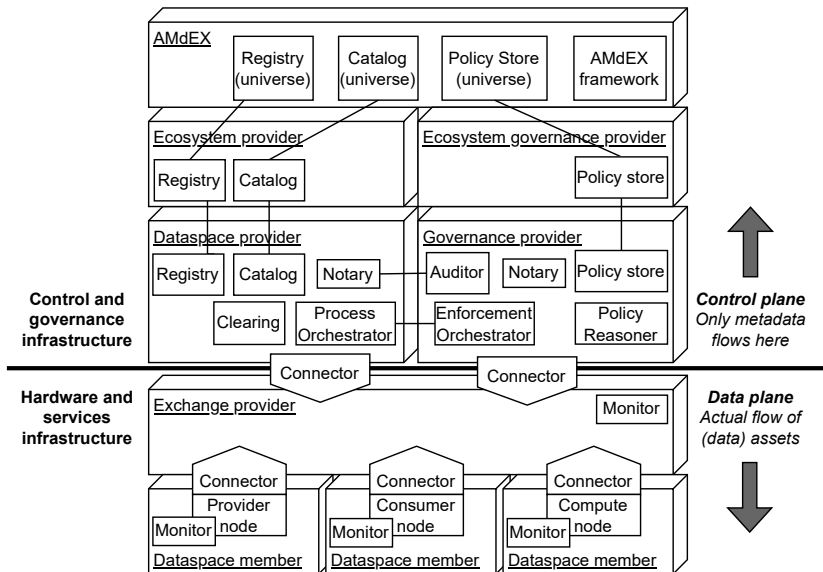 AMdEX
Registry
(universe)
Catalog
(universe)
Policy Store
(universe)
AMdEX
framework
Ecosystem provider
Registry
Catalog
Ecosystem governance provider
Policy store
Dataspace provider
Registry
Catalog
Notary
Clearing
Process
Orchestrator
Governance provider
Auditor
Notary
Policy store
Enforcement
Orchestrator
Policy
Reasoner
Control and
governance
infrastructure
Control plane
Only metadata
flows here
Connector
Connector
Hardware and
services
infrastructure
Exchange provider
Monitor
Data plane
Actual flow of
(data) assets
Connector
Provider
node
Monitor
Dataspace member
Connector
Consumer
node
Monitor
Dataspace member
Connector
Compute
node
Monitor
Dataspace member